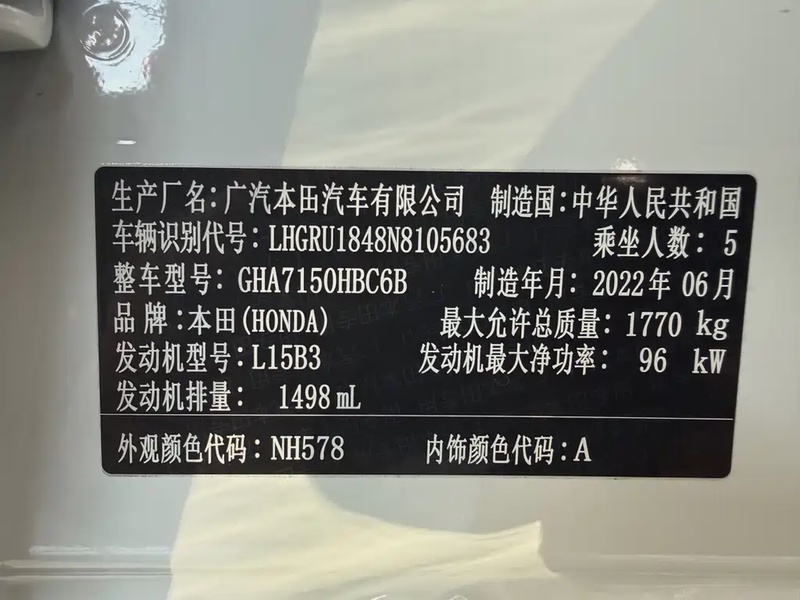 生产厂名：广汽本田汽车有限公司 制造国：中华人民共和国
车辆识别代号：LHGRU1848N8105683 乘坐人数：5
整车型号：GHA7150HBC6B 制造年月：2022年06月
品牌：本田(HONDA) 最大允许总质量：1770 kg
发动机型号：L15B3 发动机最大净功率：96 kW
发动机排量：1498 mL
外观颜色代码：NH578 内饰颜色代码：A